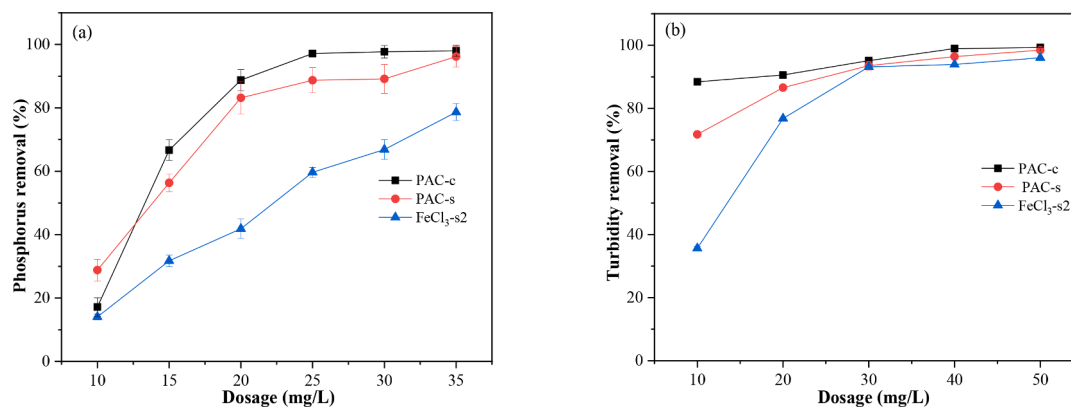 (a)
100
80
60
40
20
0
Phosphorus removal (%)
PAC-c
PAC-s
FeCl₃-s2
10 15 20 25 30 35
Dosage (mg/L)
(b)
100
80
60
40
20
0
Turbidity removal (%)
PAC-c
PAC-s
FeCl₃-s2
10 20 30 40 50
Dosage (mg/L)